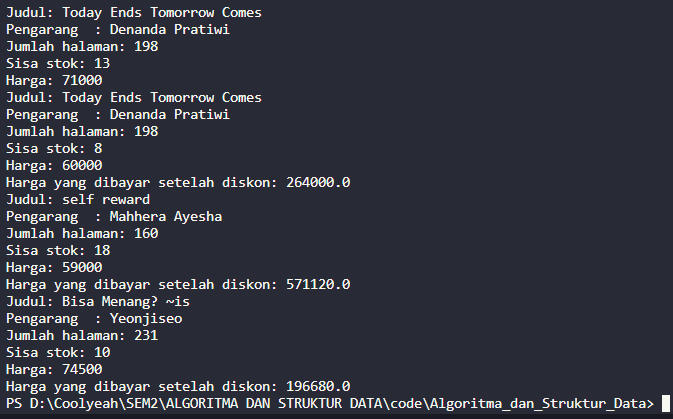 Judul: Today Ends Tomorrow Comes
Pengarang  : Denanda Pratiwi
Jumlah halaman: 198
Sisa stok: 13
Harga: 71000
Judul: Today Ends Tomorrow Comes
Pengarang  : Denanda Pratiwi
Jumlah halaman: 198
Sisa stok: 8
Harga: 60000
Harga yang dibayar setelah diskon: 264000.0
Judul: self reward
Pengarang  : Mahhera Ayesha
Jumlah halaman: 160
Sisa stok: 18
Harga: 59000
Harga yang dibayar setelah diskon: 571120.0
Judul: Bisa Menang? ~is
Pengarang  : Yeonjiseo
Jumlah halaman: 231
Sisa stok: 10
Harga: 74500
Harga yang dibayar setelah diskon: 196680.0
PS D:\Coolyeah\SEM2\ALGORITMA DAN STRUKTUR DATA\code\Algoritma_dan_Struktur_Data>